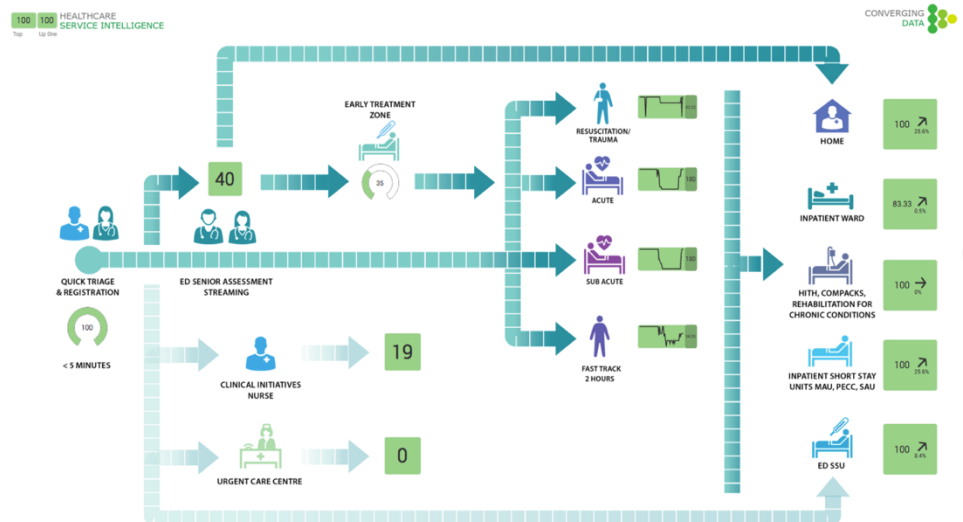 100 100 HEALTHCARE
SERVICE INTELLIGENCE
Top Up One
CONVERGING
DATA
EARLY TREATMENT
ZONE
40
35
RESUSCITATION/
TRAUMA
ACUTE
100
SUB ACUTE
100
FAST TRACK
2 HOURS
QUICK TRIAGE
& REGISTRATION
100
< 5 MINUTES
ED SENIOR ASSESSMENT
STREAMING
CLINICAL INITIATIVES
NURSE
19
URGENT CARE CENTRE
0
HOME
100
25.6%
INPATIENT WARD
83.33
0.5%
HITH, COMPACKS,
REHABILITATION FOR
CHRONIC CONDITIONS
100
0%
INPATIENT SHORT STAY
UNITS MAU, PECC, SAU
100
25.6%
ED SSU
100
8.4%